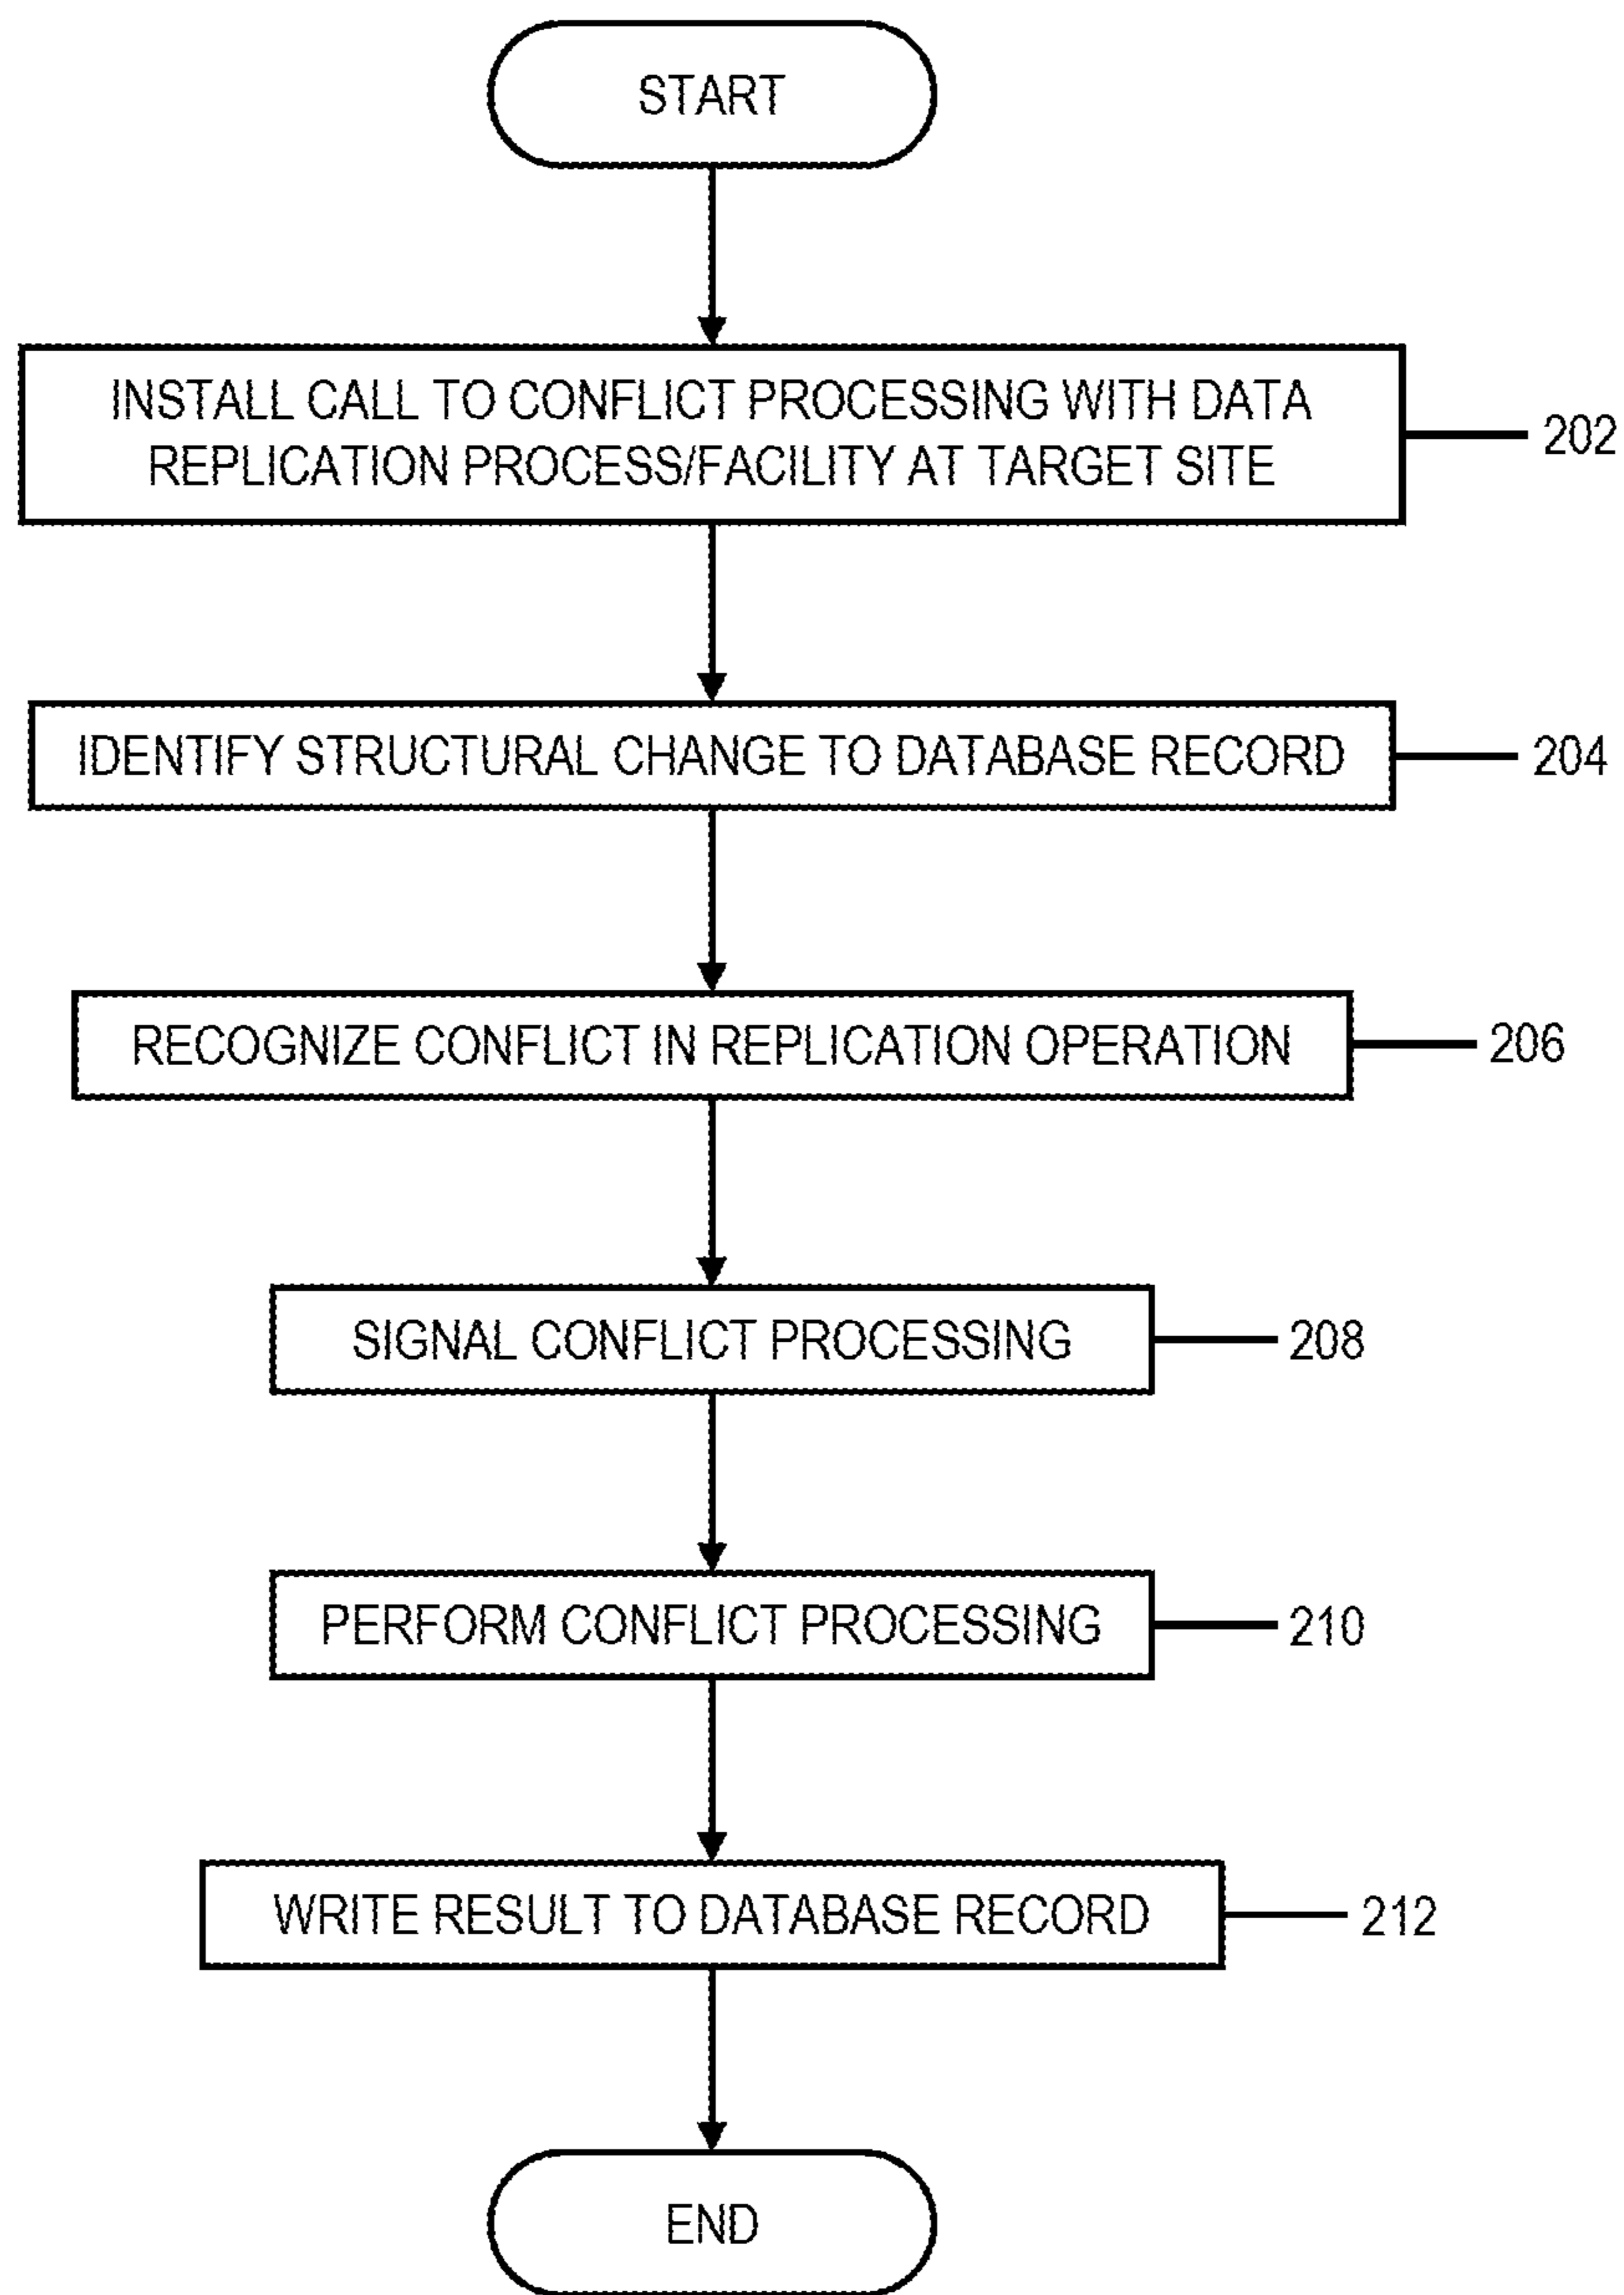 START
INSTALL CALL TO CONFLICT PROCESSING WITH DATA
REPLICATION PROCESS/FACILITY AT TARGET SITE
202
IDENTIFY STRUCTURAL CHANGE TO DATABASE RECORD
204
RECOGNIZE CONFLICT IN REPLICATION OPERATION
206
SIGNAL CONFLICT PROCESSING
208
PERFORM CONFLICT PROCESSING
210
WRITE RESULT TO DATABASE RECORD
212
END